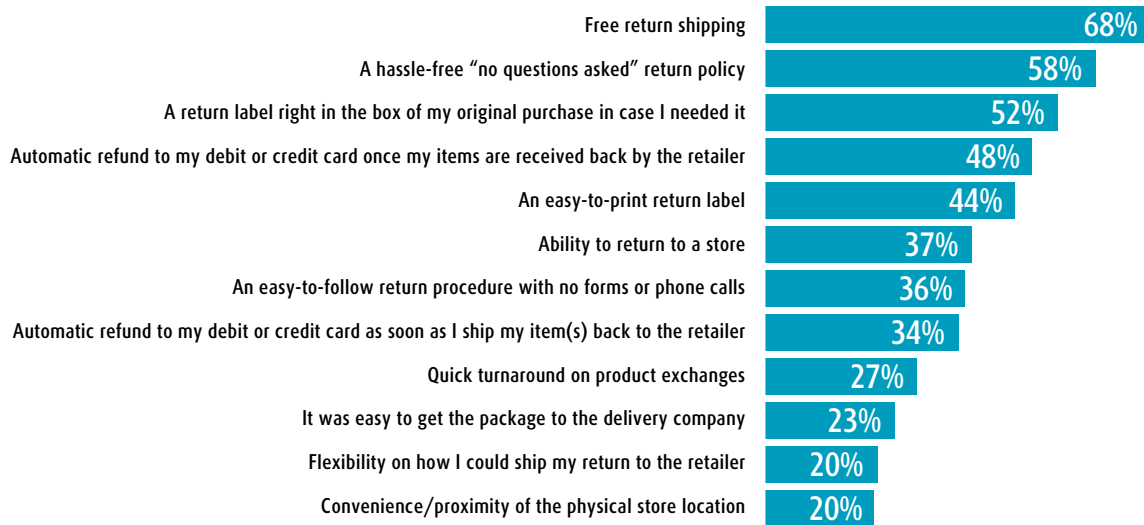 Free return shipping 68%
A hassle-free “no questions asked” return policy 58%
A return label right in the box of my original purchase in case I needed it 52%
Automatic refund to my debit or credit card once my items are received back by the retailer 48%
An easy-to-print return label 44%
Ability to return to a store 37%
An easy-to-follow return procedure with no forms or phone calls 36%
Automatic refund to my debit or credit card as soon as I ship my item(s) back to the retailer 34%
Quick turnaround on product exchanges 27%
It was easy to get the package to the delivery company 23%
Flexibility on how I could ship my return to the retailer 20%
Convenience/proximity of the physical store location 20%